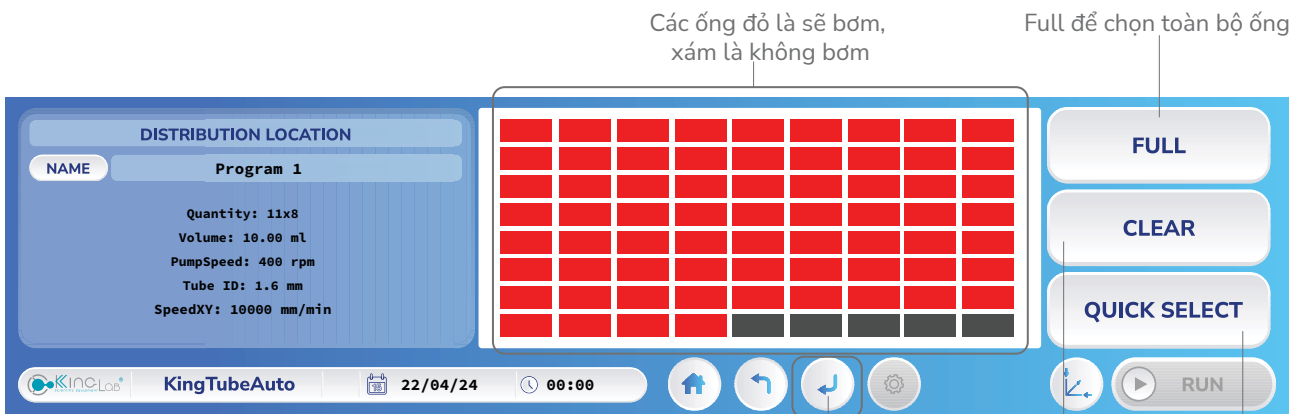 Các ống đỏ là sẽ bơm,
xám là không bơm
Full để chọn toàn bộ ống
DISTRIBUTION LOCATION
NAME
Program 1
Quantity: 11x8
Volume: 10.00 ml
PumpSpeed: 400 rpm
Tube ID: 1.6 mm
SpeedXY: 10000 mm/min
FULL
CLEAR
QUICK SELECT
KingLab
KingTubeAuto
22/04/24
00:00
RUN